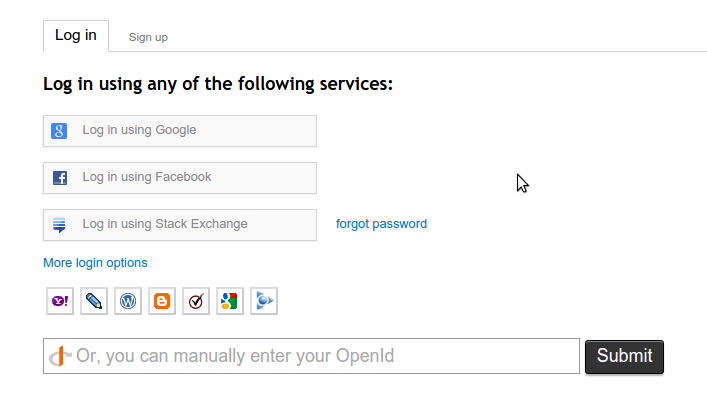 Log in Sign up
Log in using any of the following services:
Log in using Google
Log in using Facebook
Log in using Stack Exchange forgot password
More login options
Or, you can manually enter your OpenId Submit